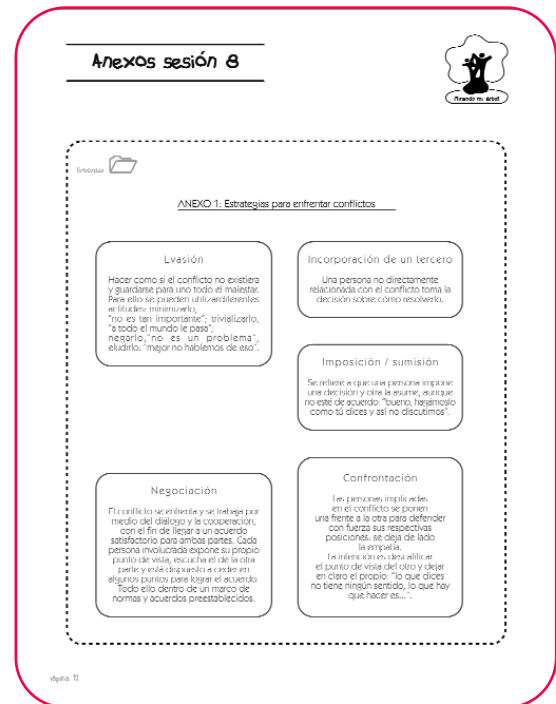 Anexos sesión 8
Mirando mi árbol
ANEXO 1: Estrategias para enfrentar conflictos
Evasión
Hacer como si el conflicto no existiera
y guardarse para uno todo el malestar.
Para ello se pueden utilizardiferentes
actitudes: minimizarlo,
"no es tan importante"; trivializarlo,
"a todo el mundo le pasa";
negarlo,"no es un problema",
eludirlo: "mejor no hablemos de eso".
Incorporación de un tercero
Una persona no directamente
relacionada con el conflicto toma la
decisión sobre cómo resolverlo.
Imposición / sumisión
Se refiere a que una persona impone
una decisión y otra la asume, aunque
no esté de acuerdo: "bueno, hagámoslo
como tú dices y así no discutimos".
Negociación
El conflicto se enfrenta y se trabaja por
medio del diálogo y la cooperación,
con el fin de llegar a un acuerdo
satisfactorio para ambas partes. Cada
persona involucrada expone su propio
punto de vista, escucha el de la otra
parte y está dispuesto a ceder en
algunos puntos para lograr el acuerdo.
Todo ello dentro de un marco de
normas y acuerdos preestablecidos.
Confrontación
Las personas implicadas
en el conflicto se ponen
una frente a la otra para defender
con fuerza sus respectivas
posiciones: se deja de lado
la empatía.
La intención es descalificar
el punto de vista del otro y dejar
en claro el propio: "lo que dices
no tiene ningún sentido, lo que hay
que hacer es...".
página 12